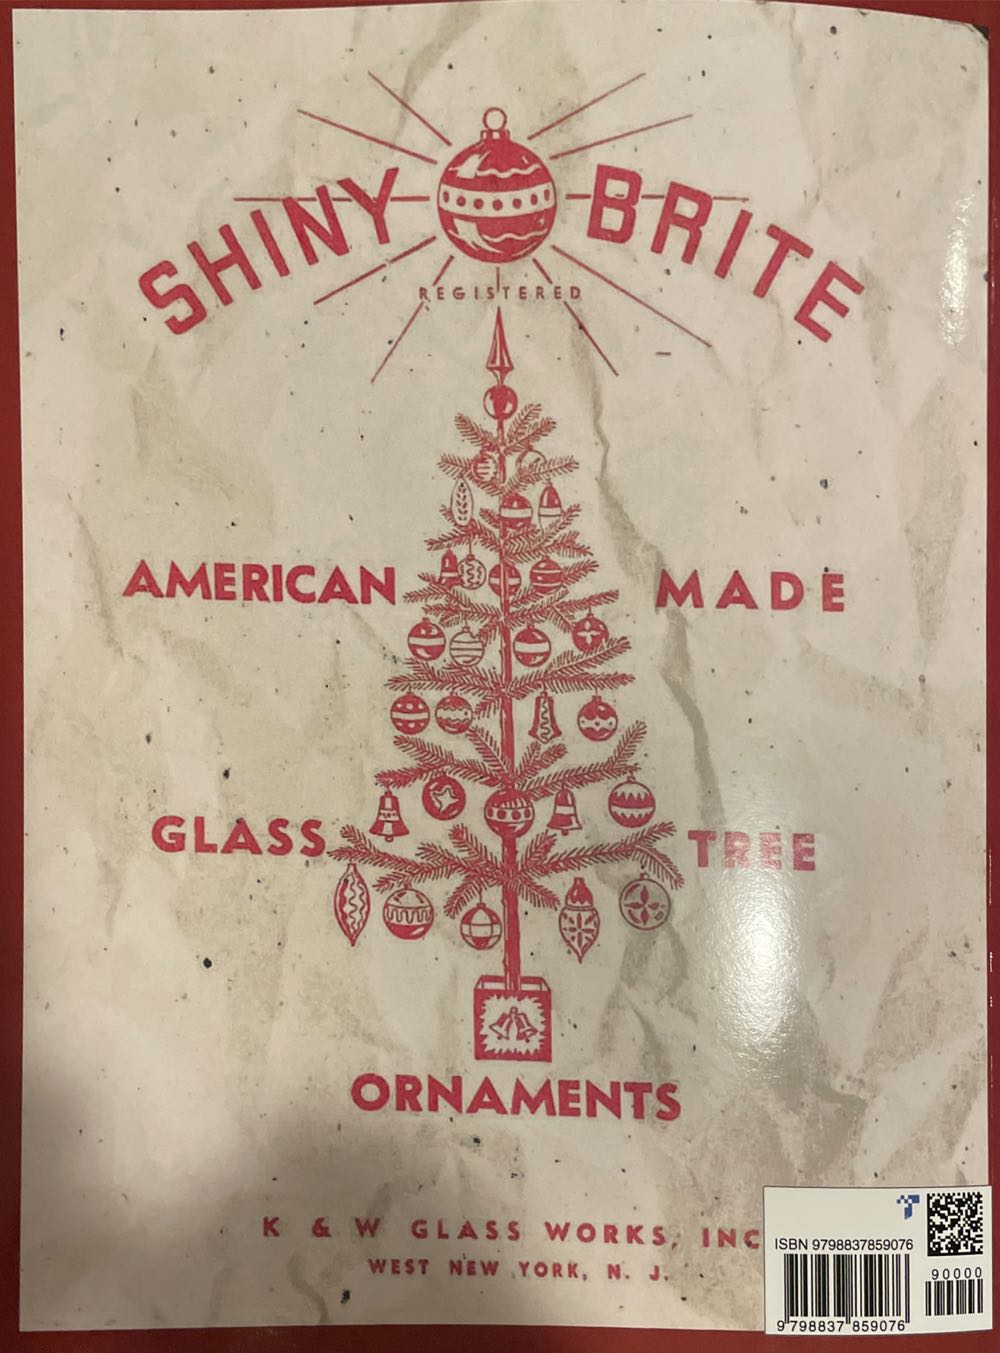 SHINY BRITE
REGISTERED
AMERICAN MADE
GLASS TREE
ORNAMENTS
K & W GLASS WORKS, INC
WEST NEW YORK, N. J.
ISBN 9798837859076
90000
9 798837 859076